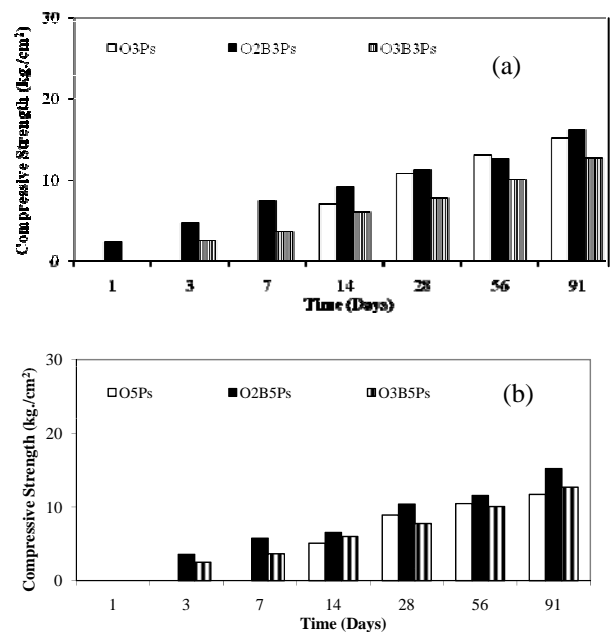 30
O3Ps O2B3Ps O3B3Ps
(a)
20
10
0
1 3 7 14 28 56 91
Time (Days)
Compressive Strength (kg./cm²)
30
O5Ps O2B5Ps O3B5Ps
(b)
20
10
0
1 3 7 14 28 56 91
Time (Days)
Compressive Strength (kg./cm²)